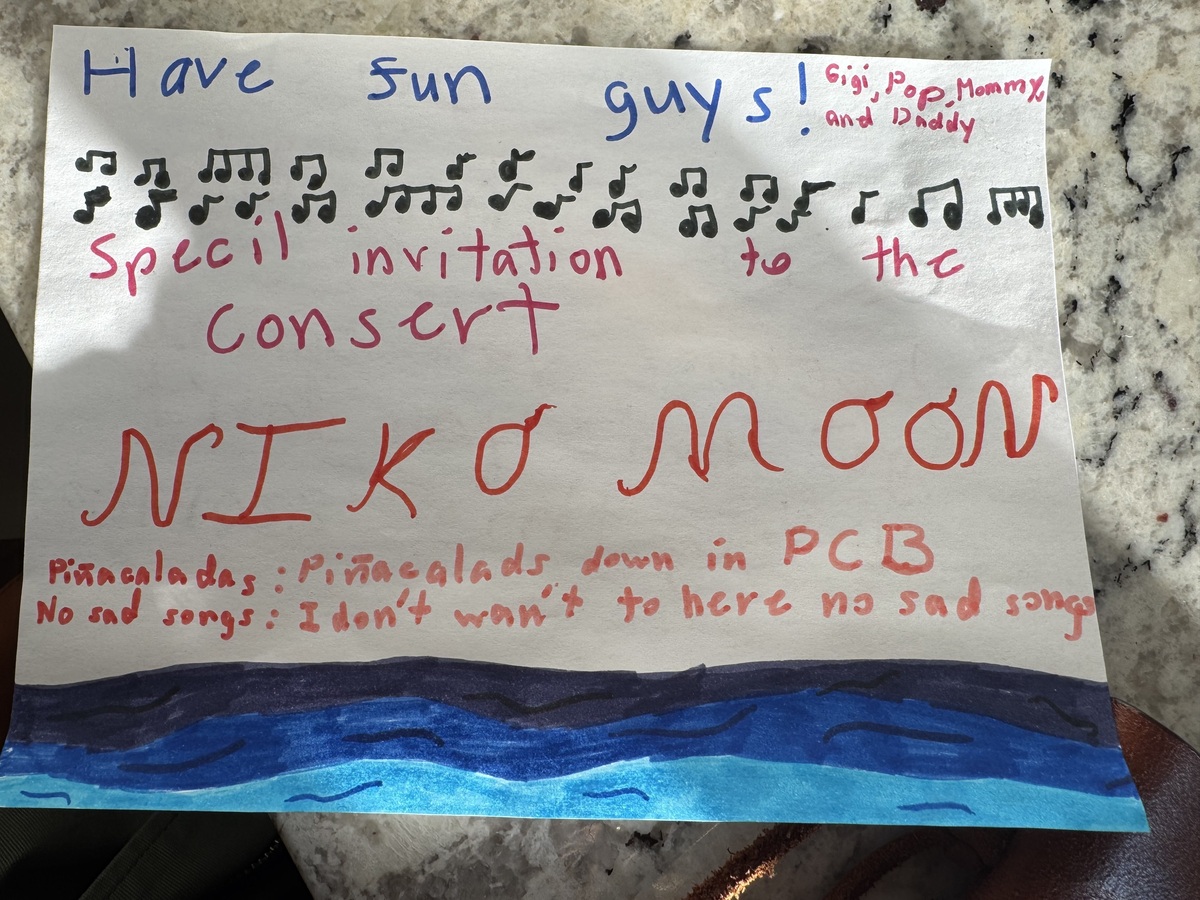 Have fun guys!
Gigi, Pop, Mommy,
and Daddy
specil invitation to the
consert
NIKO MOON
Piñacaladas: Piñacalads down in PCB
No sad songs: I don't wan't to here no sad songs